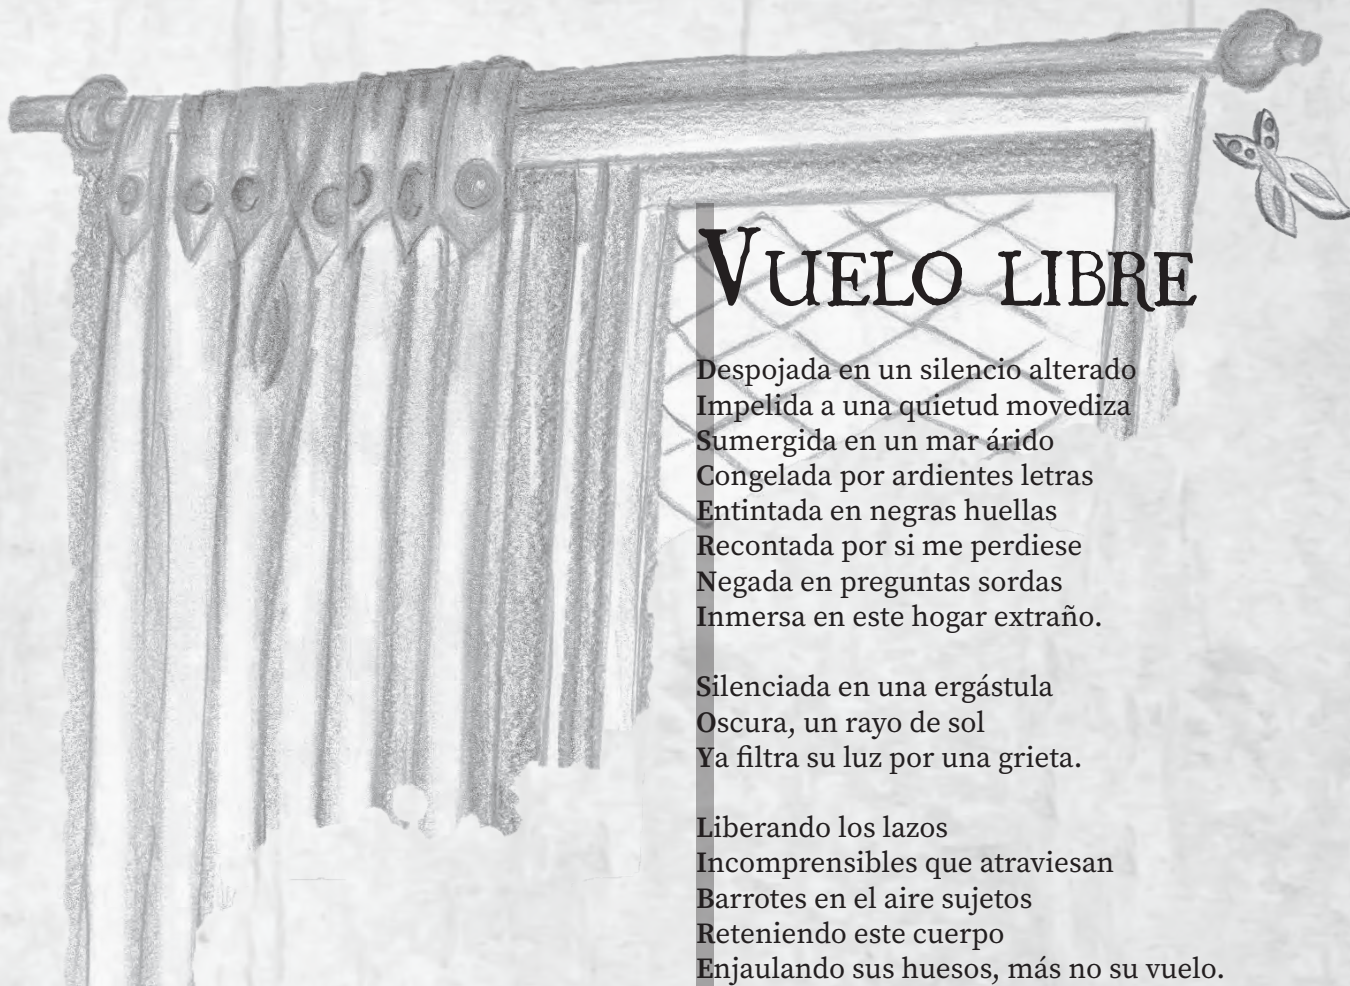 Vuelo libre
Despojada en un silencio alterado
Impelida a una quietud movediza
Sumergida en un mar árido
Congelada por ardientes letras
Entintada en negras huellas
Recontada por si me perdiese
Negada en preguntas sordas
Inmersa en este hogar extraño.
Silenciada en una ergástula
Oscura, un rayo de sol
Ya filtra su luz por una grieta.
Liberando los lazos
Incomprensibles que atraviesan
Barrotes en el aire sujetos
Reteniendo este cuerpo
Enjaulando sus huesos, más no su vuelo.